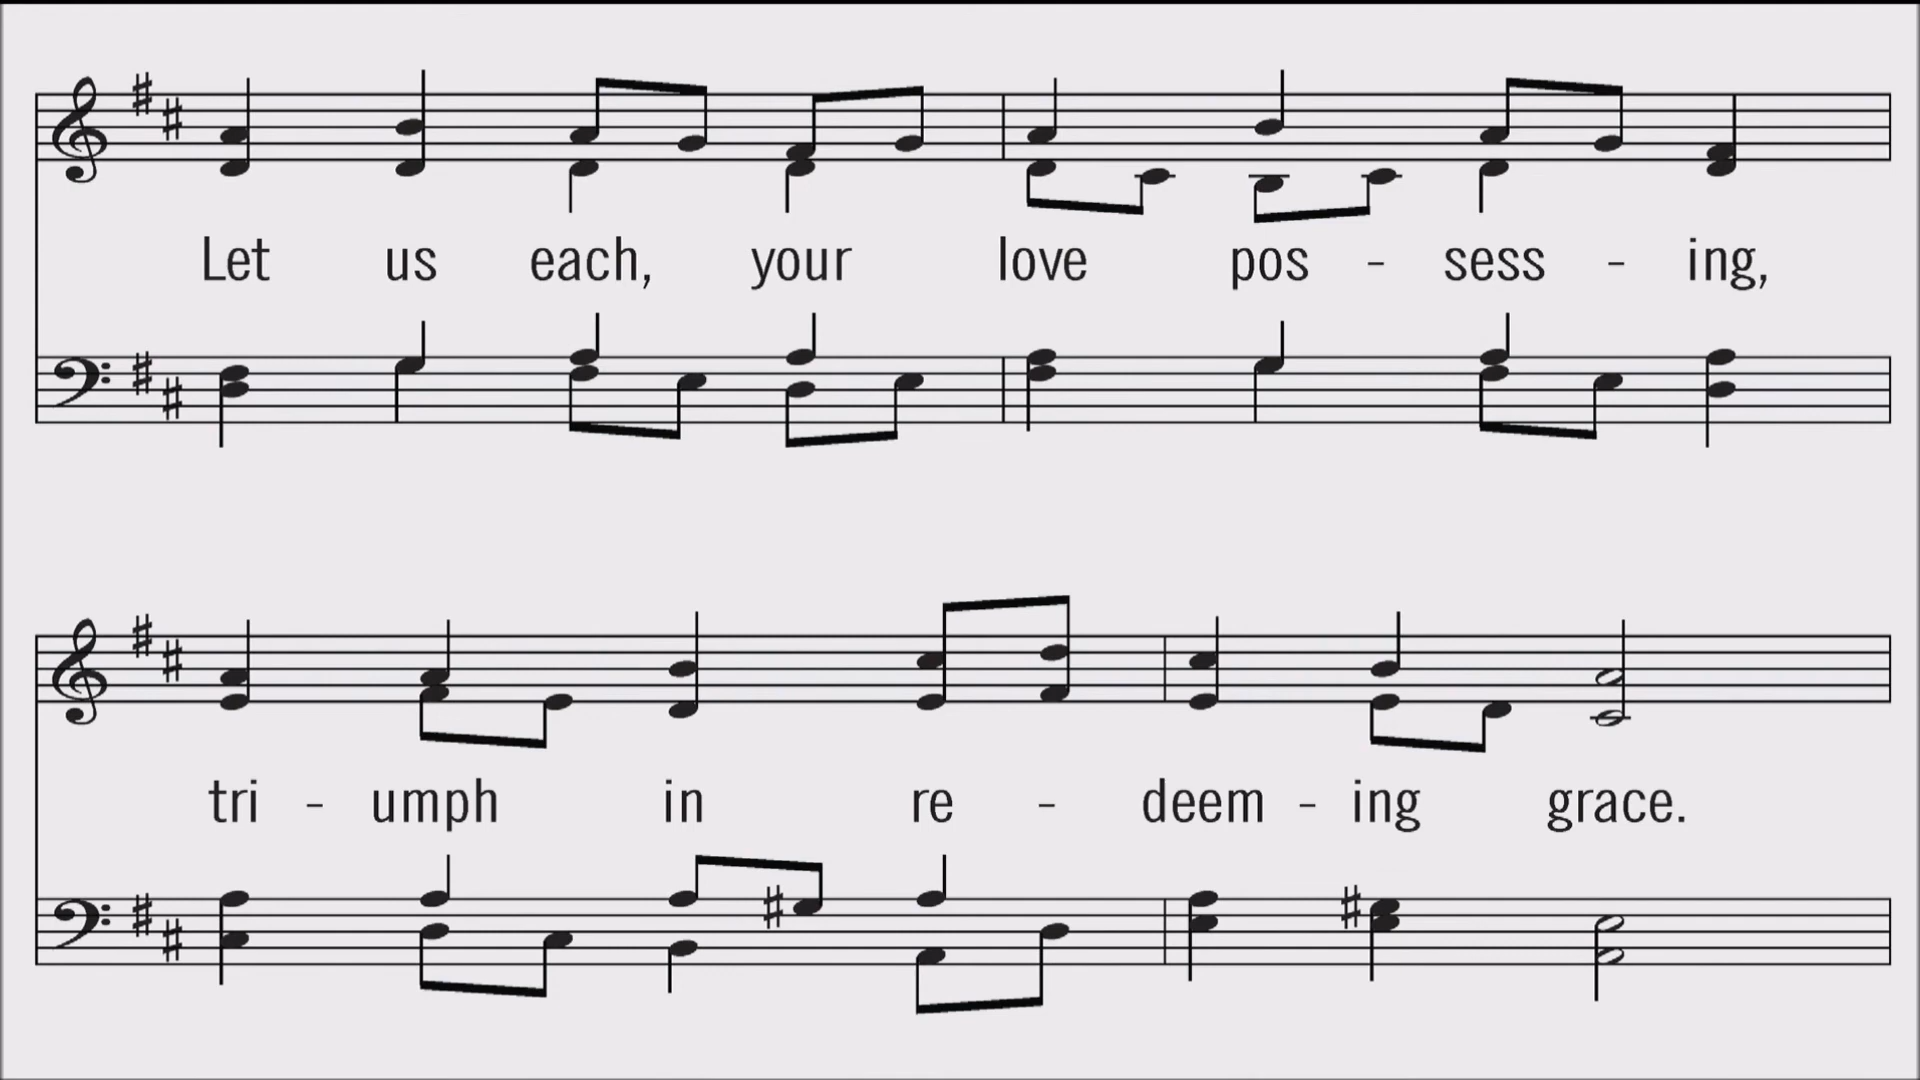 Let us each, your love pos - sess - ing,
tri - umph in re - deem - ing grace.